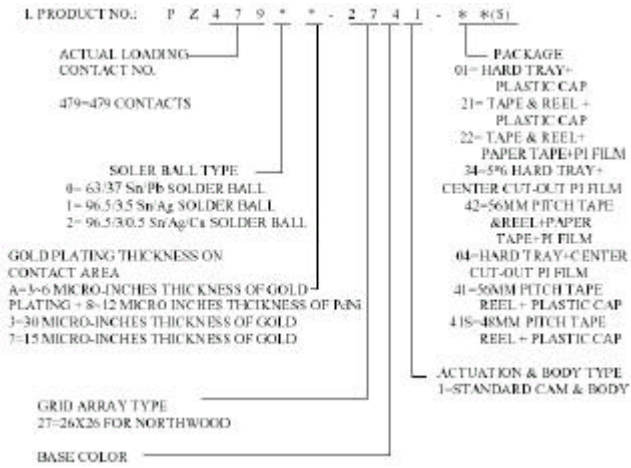 1. PRODUCT NO.: P Z 4 7 9 * * - 2 7 4 1 - * *(S)
ACTUAL LOADING
CONTACT NO.
479=479 CONTACTS
SOLER BALL TYPE
0= 63/37 Sn/Pb SOLDER BALL
1= 96.5/3.5 Sn/Ag SOLDER BALL
2= 96.5/3/0.5 Sn/Ag/Cu SOLDER BALL
GOLD PLATING THICKNESS ON
CONTACT AREA
A=3~6 MICRO-INCHES THICKNESS OF GOLD
PLATING + 8~12 MICRO INCHES THCIKNESS OF PdNi
3=30 MICRO-INCHES THICKNESS OF GOLD
7=15 MICRO-INCHES THICKNESS OF GOLD
GRID ARRAY TYPE
27=26X26 FOR NORTHWOOD
BASE COLOR
PACKAGE
01= HARD TRAY+
PLASTIC CAP
21= TAPE & REEL +
PLASTIC CAP
22= TAPE & REEL+
PAPER TAPE+PI FILM
34=5*6 HARD TRAY+
CENTER CUT-OUT PI FILM
42=56MM PITCH TAPE
&REEL+PAPER
TAPE+PI FILM
04=HARD TRAY+CENTER
CUT-OUT PI FILM
41=56MM PITCH TAPE
REEL + PLASTIC CAP
41S=48MM PITCH TAPE
REEL + PLASTIC CAP
ACTUATION & BODY TYPE
1=STANDARD CAM & BODY